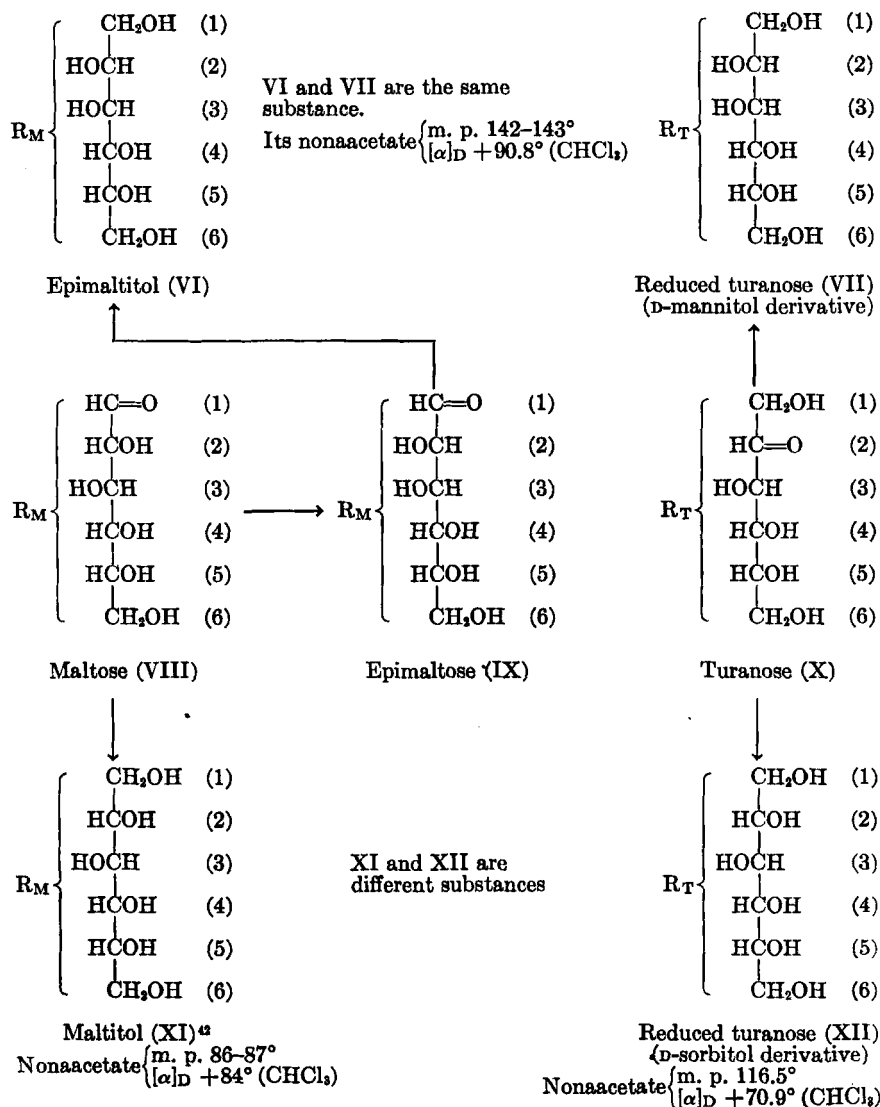 CH₂OH (1)
HOCH (2)
HOCH (3)
R_M
HCOH (4)
HCOH (5)
CH₂OH (6)
Epimaltitol (VI)
VI and VII are the same
substance.
Its nonaacetate { m. p. 142–143°
[α]_D +90.8° (CHCl₃)
CH₂OH (1)
HOCH (2)
HOCH (3)
R_T
HCOH (4)
HCOH (5)
CH₂OH (6)
Reduced turanose (VII)
(D-mannitol derivative)
HC=O (1)
HCOH (2)
HOCH (3)
R_M
HCOH (4)
HCOH (5)
CH₂OH (6)
Maltose (VIII)
HC=O (1)
HOCH (2)
HOCH (3)
R_M
HCOH (4)
HCOH (5)
CH₂OH (6)
Epimaltose (IX)
CH₂OH (1)
HC=O (2)
HOCH (3)
R_T
HCOH (4)
HCOH (5)
CH₂OH (6)
Turanose (X)
CH₂OH (1)
HCOH (2)
HOCH (3)
R_M
HCOH (4)
HCOH (5)
CH₂OH (6)
Maltitol (XI)⁴²
Nonaacetate { m. p. 86–87°
[α]_D +84° (CHCl₃)
XI and XII are
different substances
CH₂OH (1)
HCOH (2)
HOCH (3)
R_T
HCOH (4)
HCOH (5)
CH₂OH (6)
Reduced turanose (XII)
(D-sorbitol derivative)
Nonaacetate { m. p. 116.5°
[α]_D +70.9° (CHCl₃)